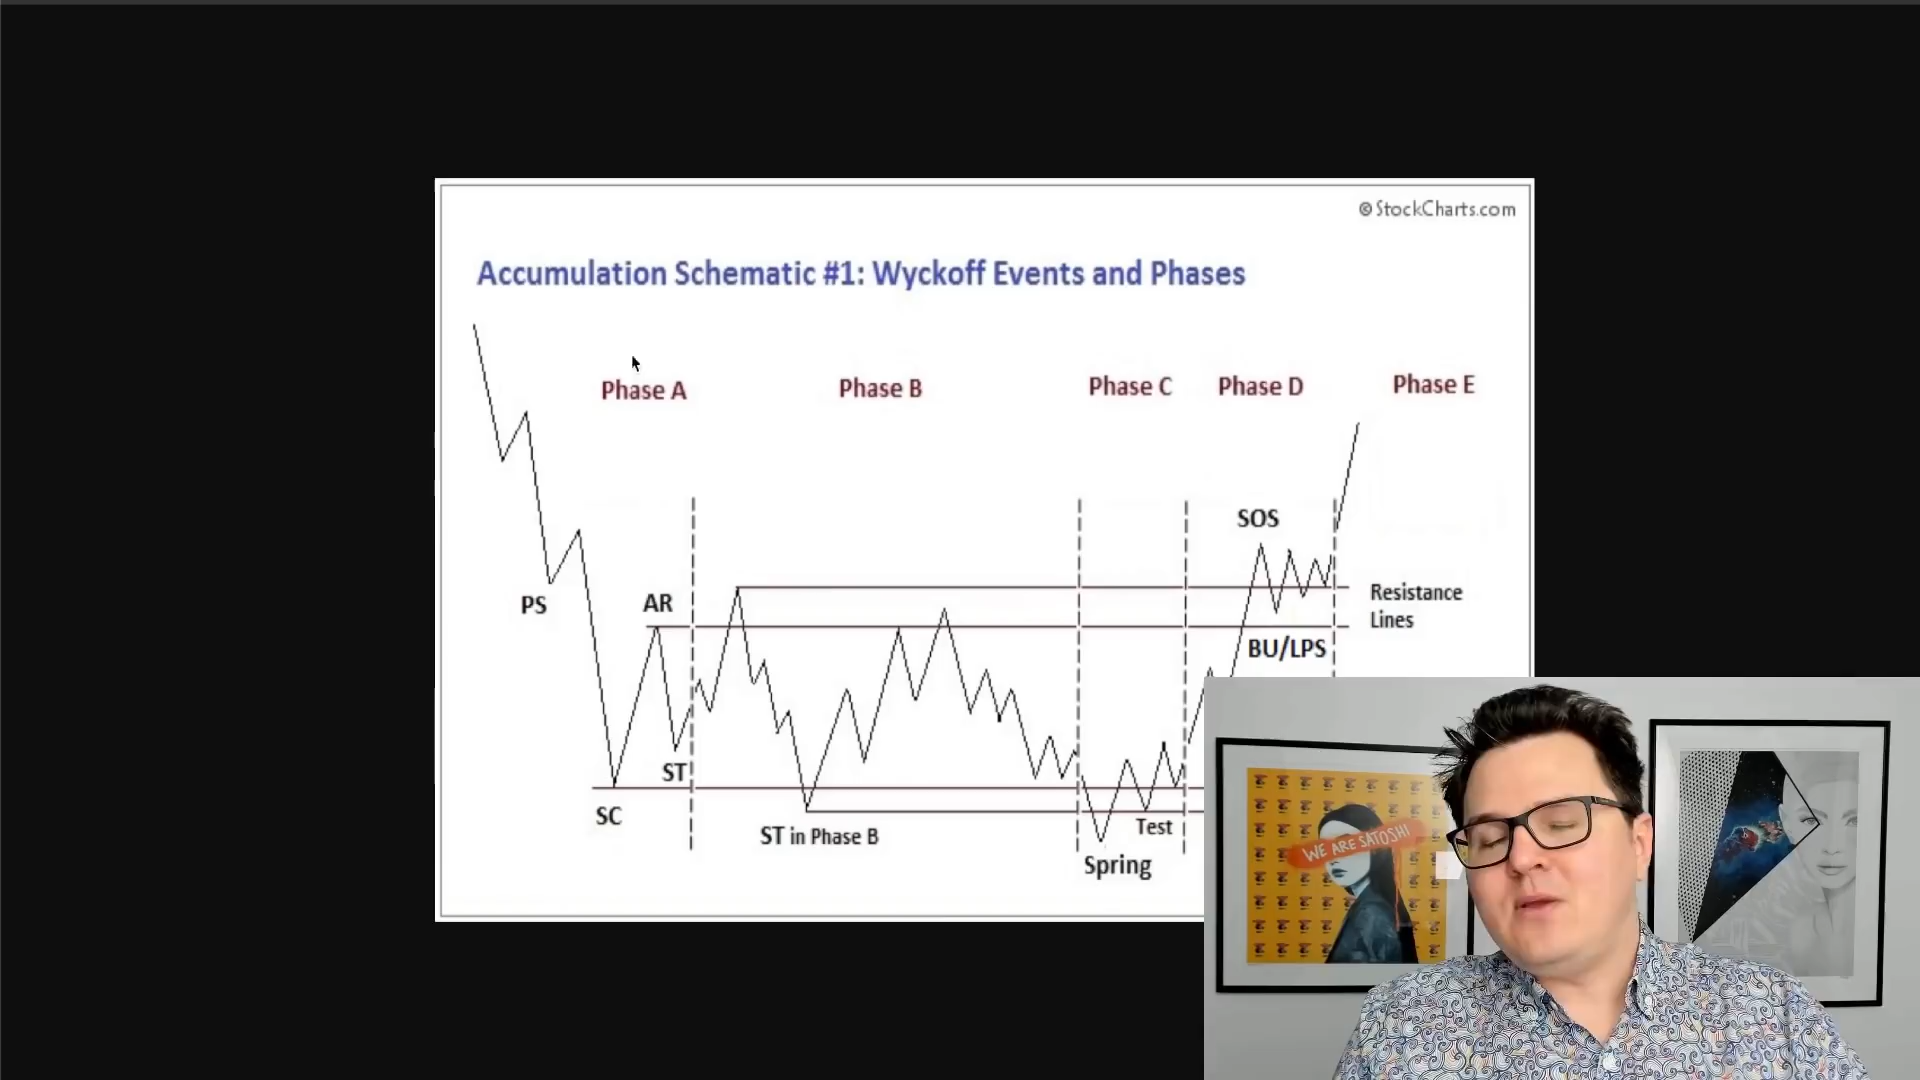 © StockCharts.com
Accumulation Schematic #1: Wyckoff Events and Phases
Phase A
Phase B
Phase C
Phase D
Phase E
SOS
PS
AR
Resistance
Lines
BU/LPS
ST
SC
ST in Phase B
Test
Spring
WE ARE SATOSHI